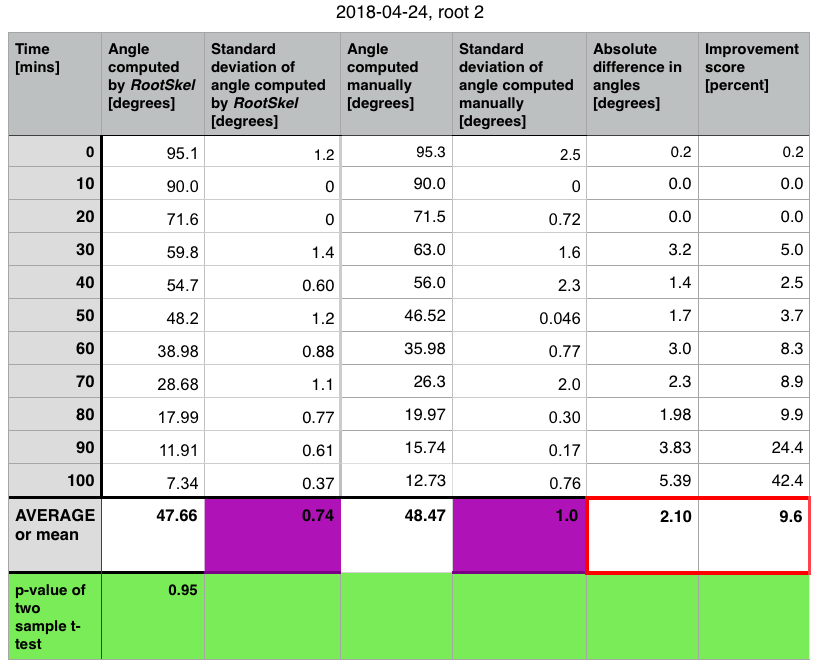 2018-04-24, root 2
Time [mins] | Angle computed by RootSkel [degrees] | Standard deviation of angle computed by RootSkel [degrees] | Angle computed manually [degrees] | Standard deviation of angle computed manually [degrees] | Absolute difference in angles [degrees] | Improvement score [percent]
0 | 95.1 | 1.2 | 95.3 | 2.5 | 0.2 | 0.2
10 | 90.0 | 0 | 90.0 | 0 | 0.0 | 0.0
20 | 71.6 | 0 | 71.5 | 0.72 | 0.0 | 0.0
30 | 59.8 | 1.4 | 63.0 | 1.6 | 3.2 | 5.0
40 | 54.7 | 0.60 | 56.0 | 2.3 | 1.4 | 2.5
50 | 48.2 | 1.2 | 46.52 | 0.046 | 1.7 | 3.7
60 | 38.98 | 0.88 | 35.98 | 0.77 | 3.0 | 8.3
70 | 28.68 | 1.1 | 26.3 | 2.0 | 2.3 | 8.9
80 | 17.99 | 0.77 | 19.97 | 0.30 | 1.98 | 9.9
90 | 11.91 | 0.61 | 15.74 | 0.17 | 3.83 | 24.4
100 | 7.34 | 0.37 | 12.73 | 0.76 | 5.39 | 42.4
AVERAGE or mean | 47.66 | 0.74 | 48.47 | 1.0 | 2.10 | 9.6
p-value of two sample t-test | 0.95